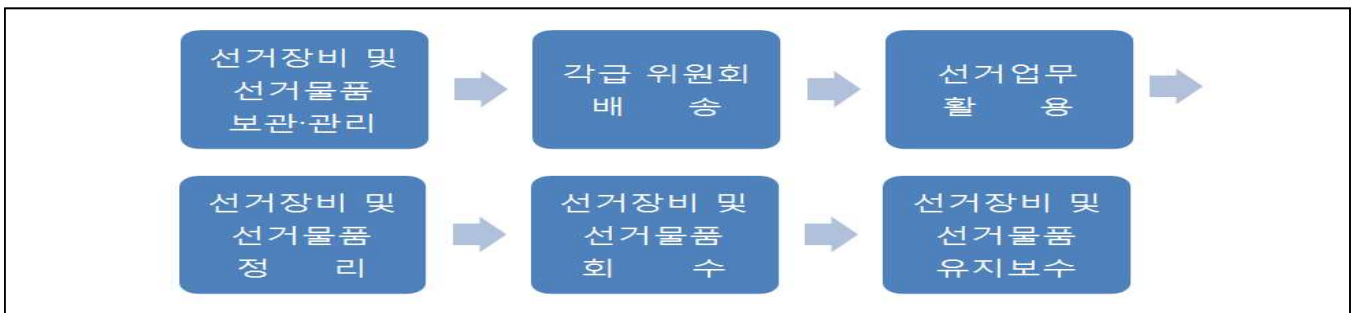 선거장비 및
선거물품
보관·관리
각급 위원회
배 송
선거업무
활 용
선거장비 및
선거물품
정 리
선거장비 및
선거물품
회 수
선거장비 및
선거물품
유지보수